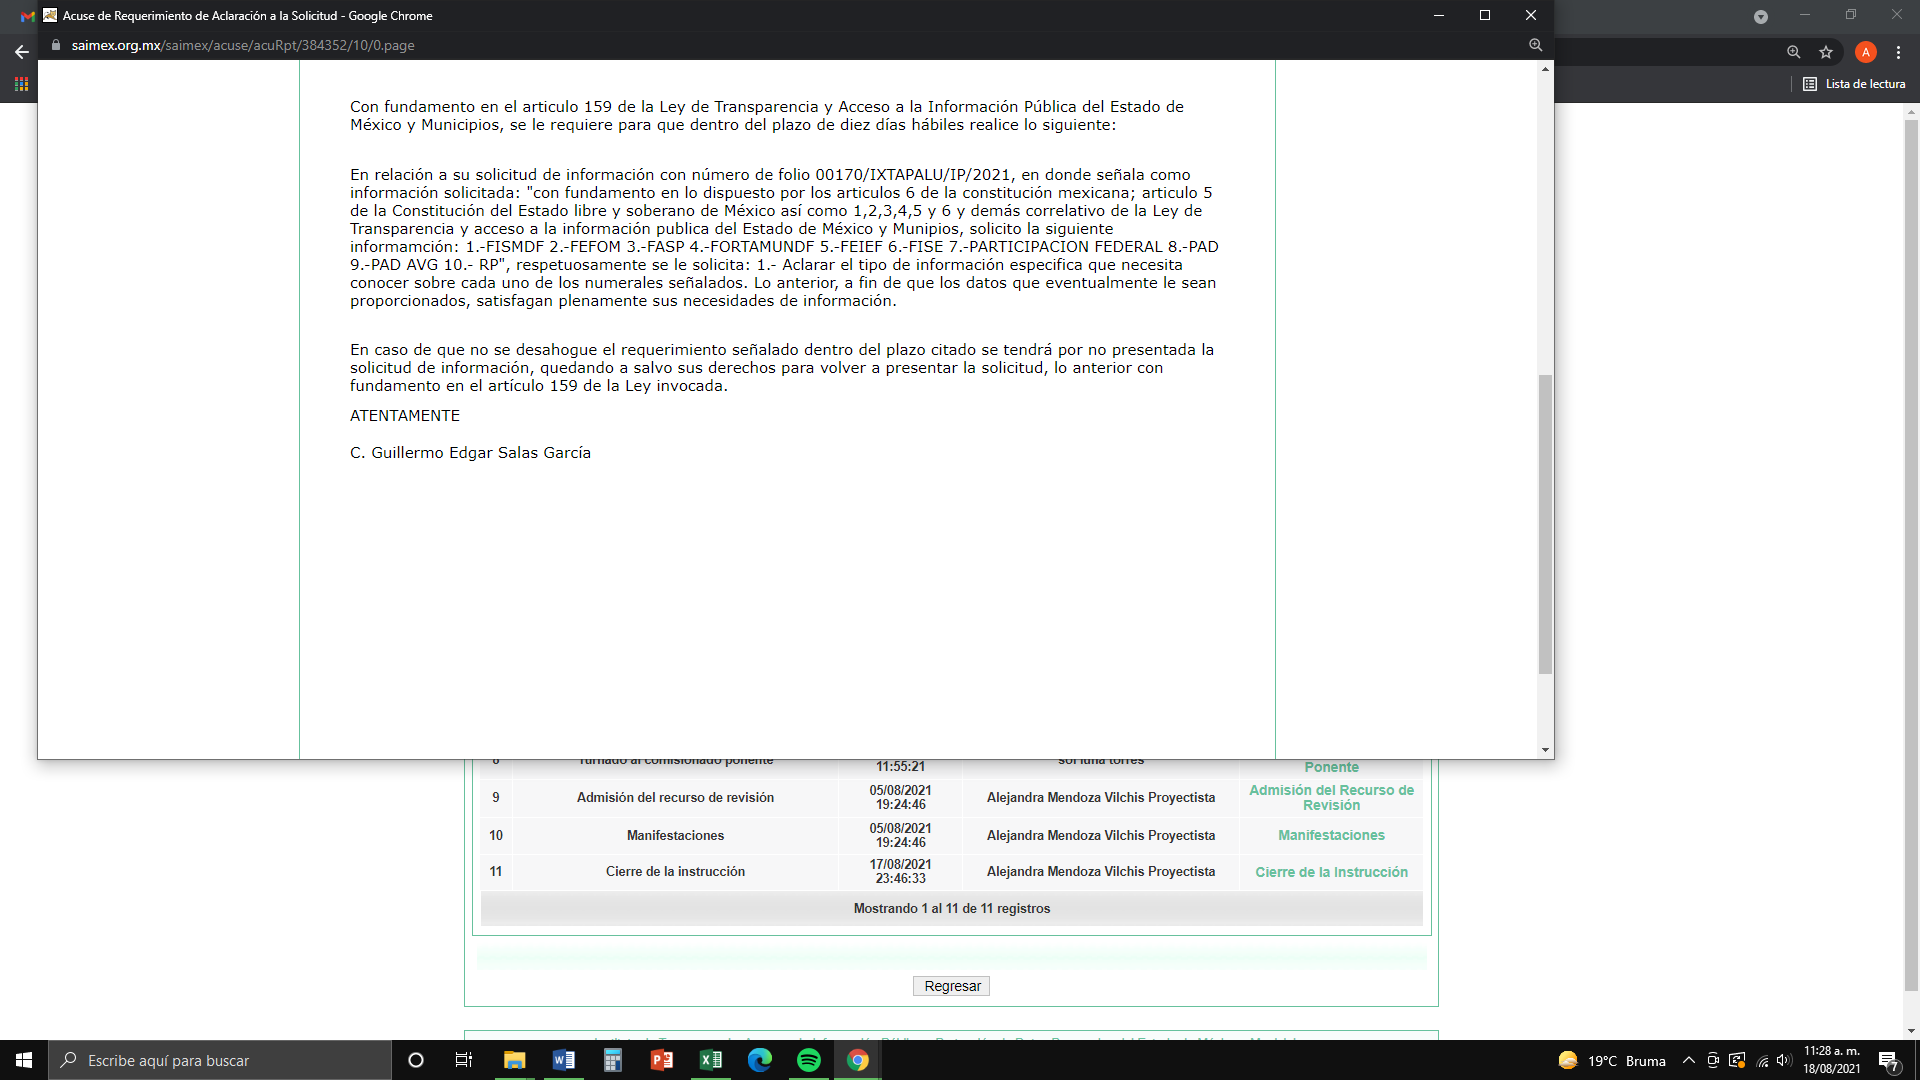 Acuse de Requerimiento de Aclaración a la Solicitud - Google Chrome
saimex.org.mx/saimex/acuse/acuRpt/384352/10/0.page
A
Lista de lectura
Con fundamento en el articulo 159 de la Ley de Transparencia y Acceso a la Información Pública del Estado de
México y Municipios, se le requiere para que dentro del plazo de diez días hábiles realice lo siguiente:
En relación a su solicitud de información con número de folio 00170/IXTAPALU/IP/2021, en donde señala como
información solicitada: "con fundamento en lo dispuesto por los articulos 6 de la constitución mexicana; articulo 5
de la Constitución del Estado libre y soberano de México así como 1,2,3,4,5 y 6 y demás correlativo de la Ley de
Transparencia y acceso a la información publica del Estado de México y Munipios, solicito la siguiente
informamción: 1.-FISMDF 2.-FEFOM 3.-FASP 4.-FORTAMUNDF 5.-FEIEF 6.-FISE 7.-PARTICIPACION FEDERAL 8.-PAD
9.-PAD AVG 10.- RP", respetuosamente se le solicita: 1.- Aclarar el tipo de información especifica que necesita
conocer sobre cada uno de los numerales señalados. Lo anterior, a fin de que los datos que eventualmente le sean
proporcionados, satisfagan plenamente sus necesidades de información.
En caso de que no se desahogue el requerimiento señalado dentro del plazo citado se tendrá por no presentada la
solicitud de información, quedando a salvo sus derechos para volver a presentar la solicitud, lo anterior con
fundamento en el artículo 159 de la Ley invocada.
ATENTAMENTE
C. Guillermo Edgar Salas García
8 Turnado al comisionado ponente 11:55:21 sol luna torres Ponente
9 Admisión del recurso de revisión 05/08/2021 19:24:46 Alejandra Mendoza Vilchis Proyectista Admisión del Recurso de Revisión
10 Manifestaciones 05/08/2021 19:24:46 Alejandra Mendoza Vilchis Proyectista Manifestaciones
11 Cierre de la instrucción 17/08/2021 23:46:33 Alejandra Mendoza Vilchis Proyectista Cierre de la Instrucción
Mostrando 1 al 11 de 11 registros
Regresar
Escribe aquí para buscar
19°C Bruma
11:28 a. m.
18/08/2021
7